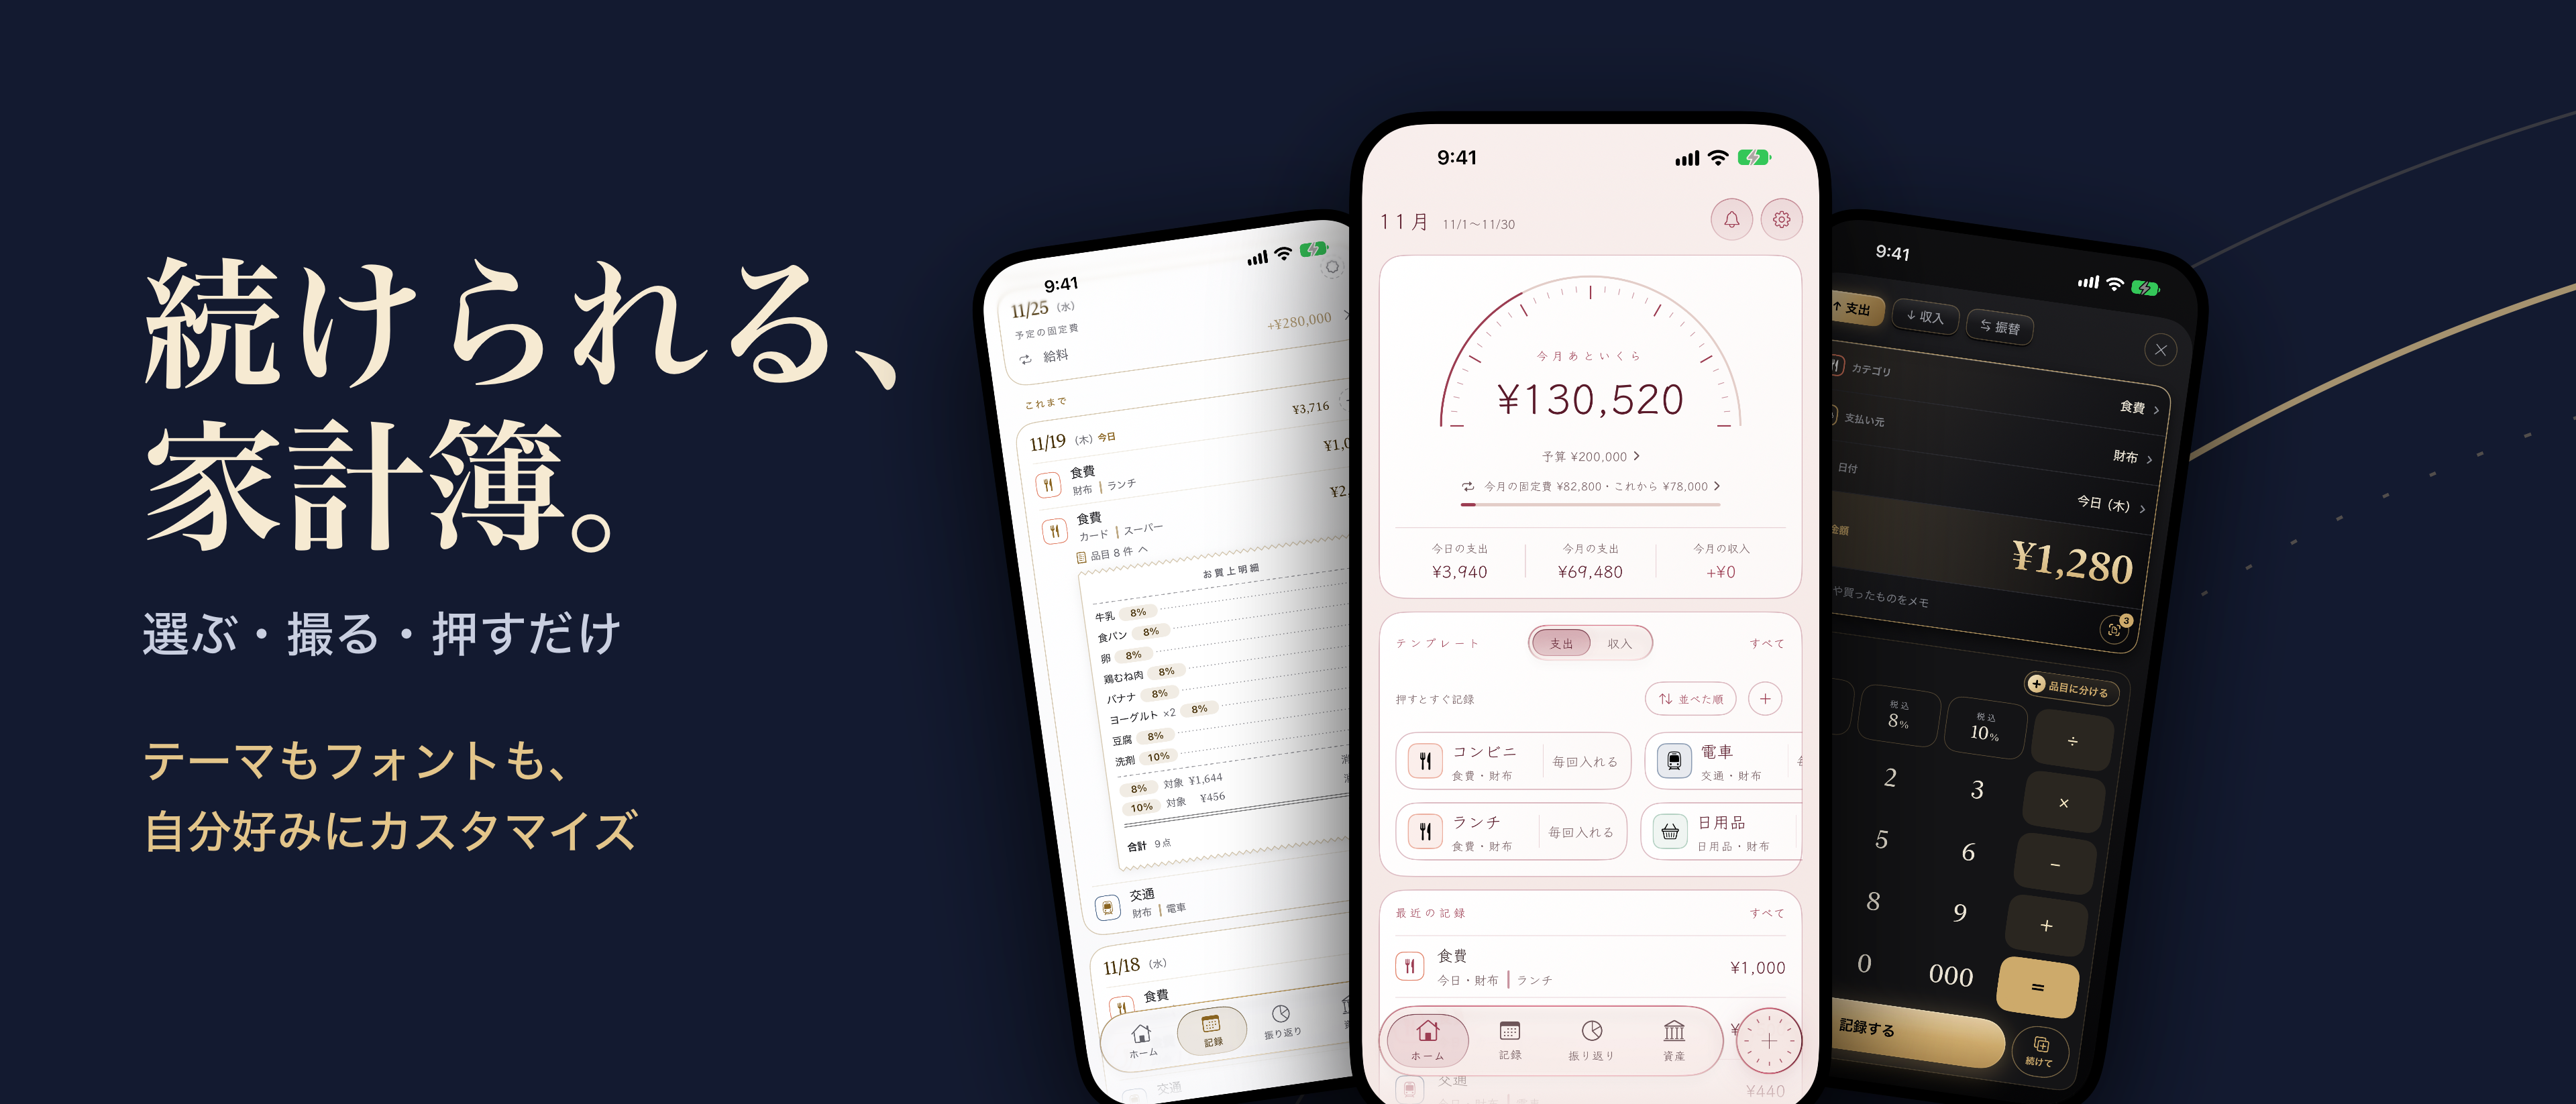 続けられる、
家計簿。
選ぶ・撮る・押すだけ
テーマもフォントも、
自分好みにカスタマイズ
9:41
11/25（水）
予定の固定費
給料 +¥280,000
これまで
11/19（木）今日 ¥3,716
食費
財布 | ランチ
食費
カード | スーパー
品目 8 件
お買上明細
牛乳 8%
食パン 8%
卵 8%
鶏むね肉 8%
バナナ 8%
ヨーグルト ×2 8%
豆腐 8%
洗剤 10%
8% 対象 ¥1,644
10% 対象 ¥456
合計 9点
交通
財布 | 電車
11/18（水）
食費
ホーム 記録 振り返り
交通
9:41
11月 11/1〜11/30
今月あといくら
¥130,520
予算 ¥200,000
今月の固定費 ¥82,800・これから ¥78,000
今日の支出 今月の支出 今月の収入
¥3,940 ¥69,480 +¥0
テンプレート 支出 収入 すべて
押すとすぐ記録 並べた順
コンビニ 毎回入れる 電車
食費・財布 交通・財布
ランチ 毎回入れる 日用品
食費・財布 日用品・財布
最近の記録 すべて
食費 ¥1,000
今日・財布 | ランチ
ホーム 記録 振り返り 資産
交通 ¥440
9:41
支出 収入 振替
カテゴリ 食費
支払い元 財布
日付 今日（木）
金額 ¥1,280
や買ったものをメモ
3
品目に分ける
税込 8% 税込 10% ÷
2 3 ×
5 6 −
8 9 +
0 000 =
記録する 続けて